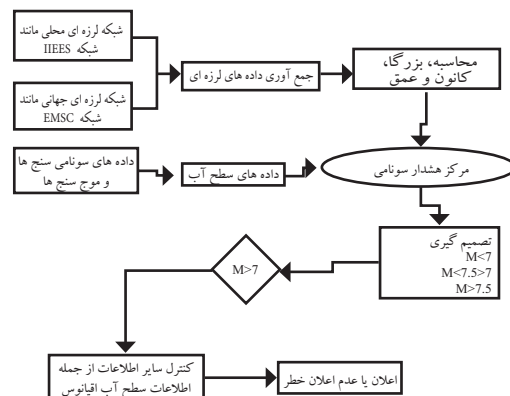 شبکه لرزه ای محلی مانند
شبکه IIEES
جمع آوری داده های لرزه ای
محاسبه، بزرگا،
کانون و عمق
شبکه لرزه ای جهانی مانند
شبکه EMSC
داده های سونامی سنج ها
و موج سنج ها
داده های سطح آب
مرکز هشدار سونامی
تصمیم گیری
M<7
M<7.5>7
M>7.5
M>7
کنترل سایر اطلاعات از جمله
اطلاعات سطح آب اقیانوس
اعلان یا عدم اعلان خطر